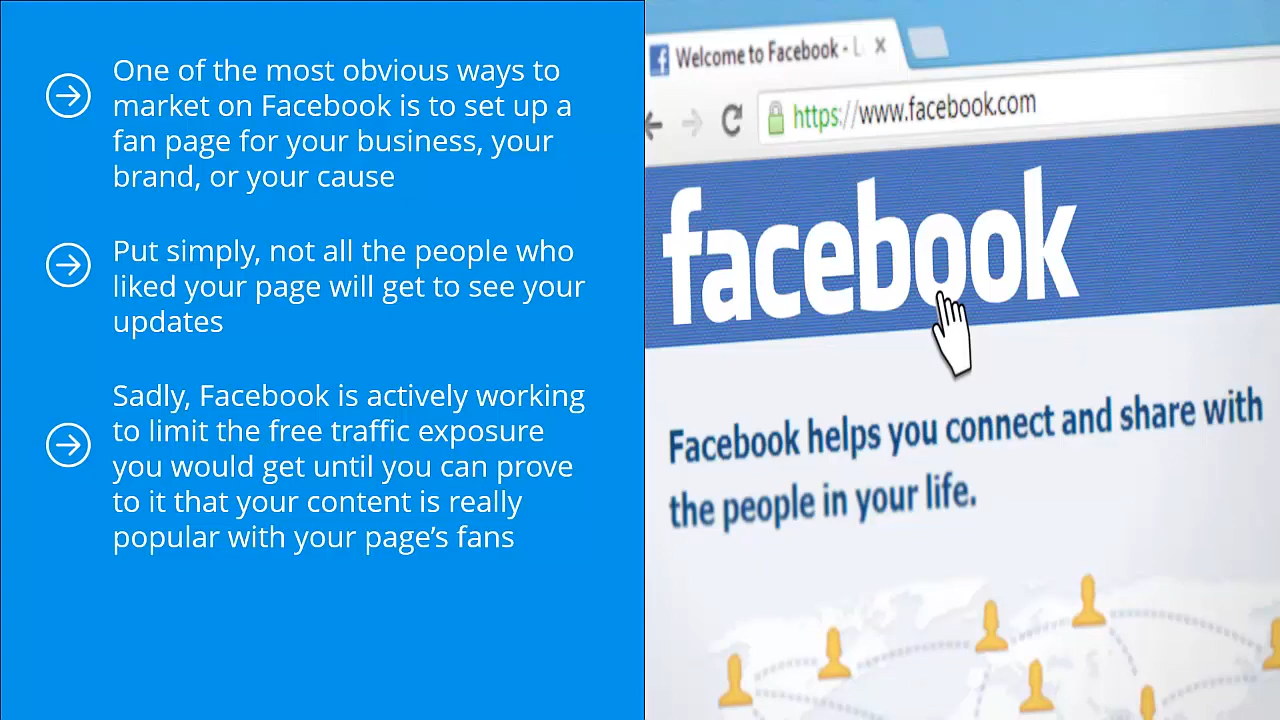 One of the most obvious ways to
market on Facebook is to set up a
fan page for your business, your
brand, or your cause
Put simply, not all the people who
liked your page will get to see your
updates
Sadly, Facebook is actively working
to limit the free traffic exposure
you would get until you can prove
to it that your content is really
popular with your page’s fans
Welcome to Facebook - L
https://www.facebook.com
facebook
Facebook helps you connect and share with
the people in your life.